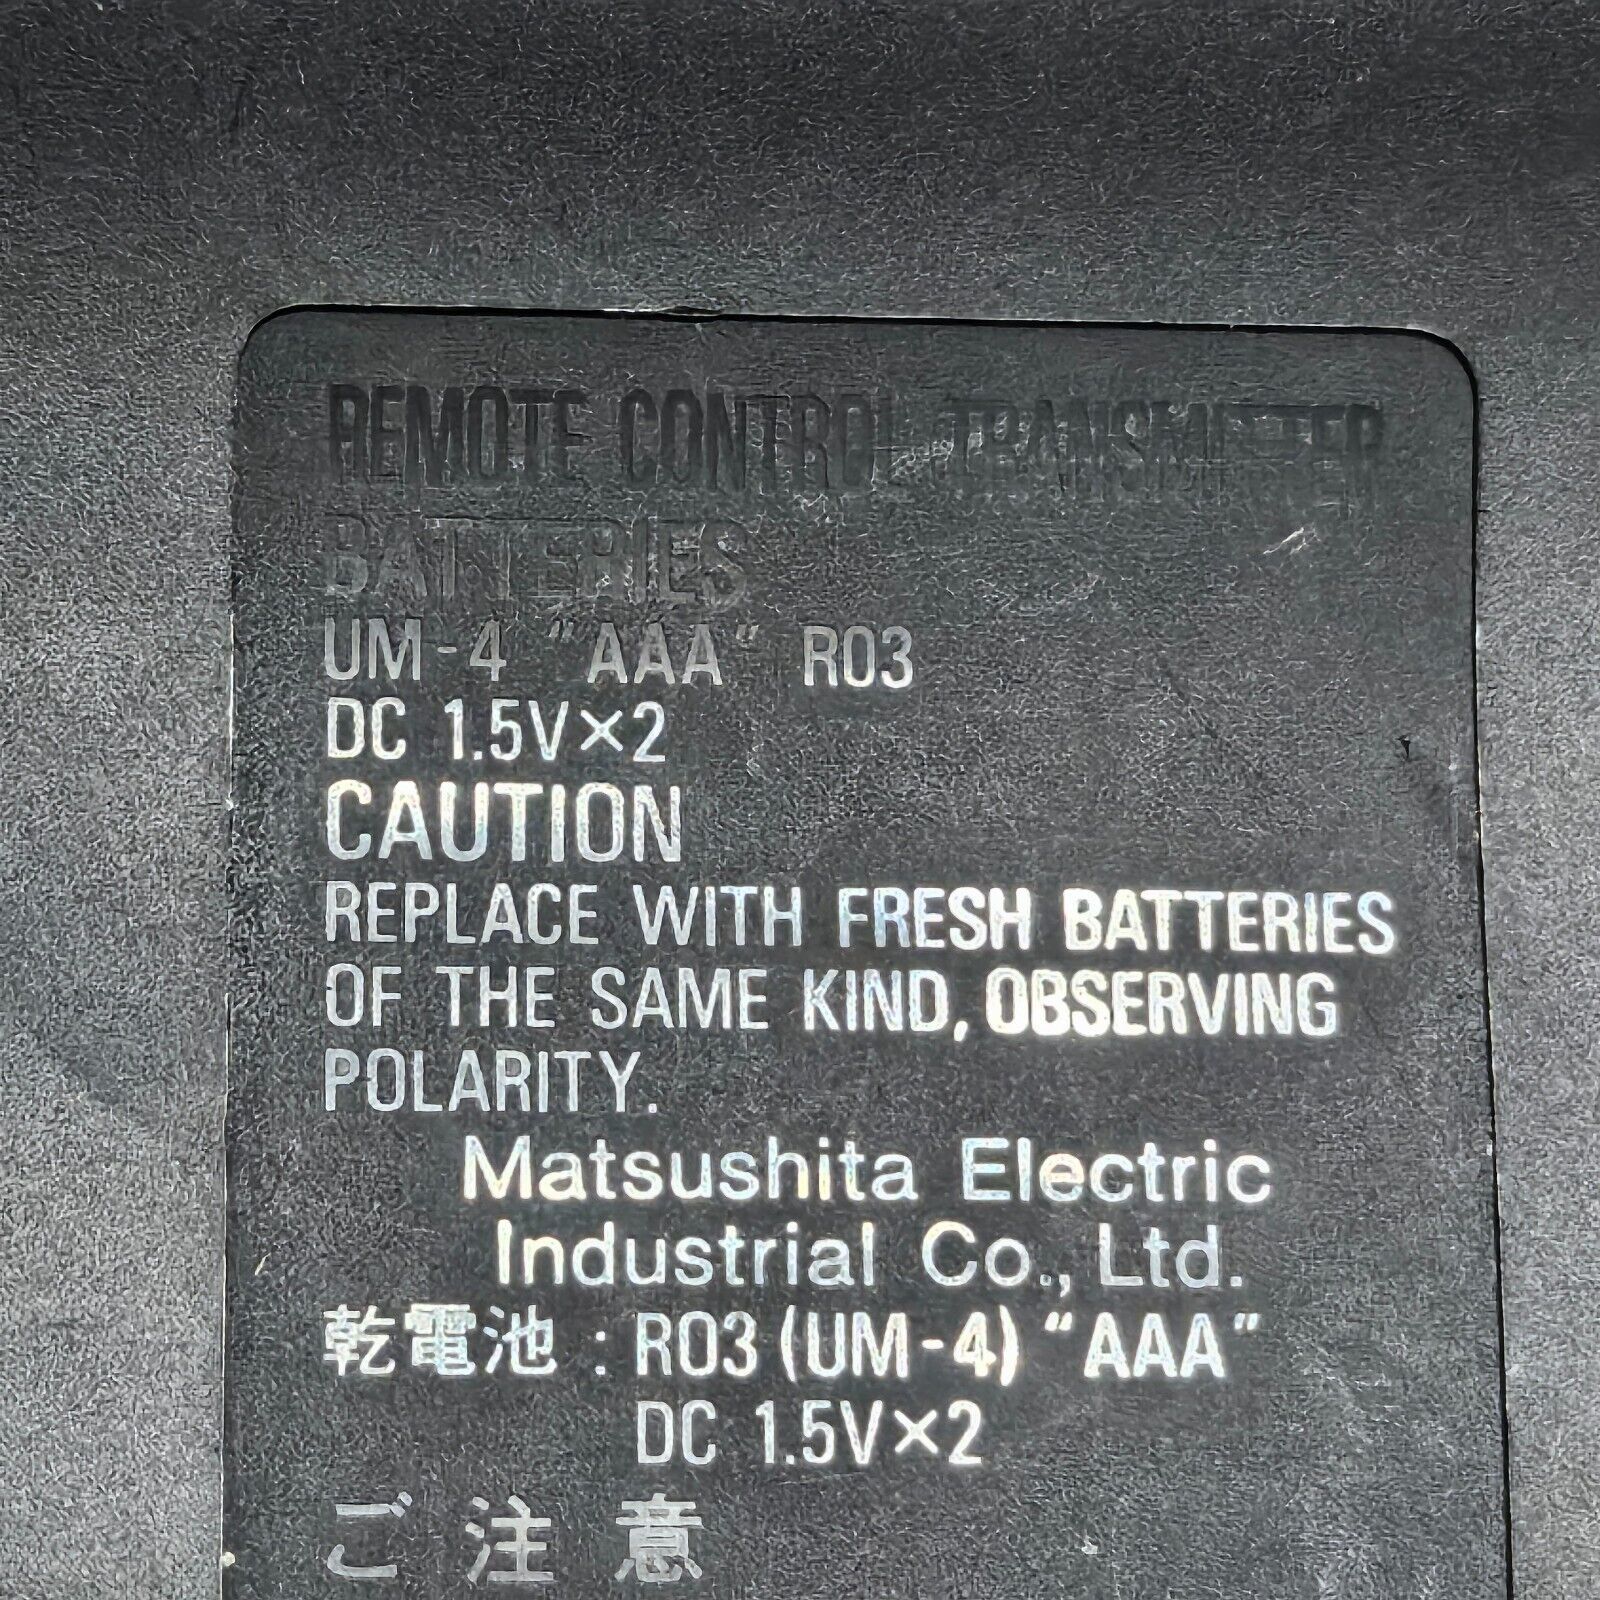 REMOTE CONTROL TRANSMITTER
BATTERIES
UM-4 "AAA" R03
DC 1.5V×2
CAUTION
REPLACE WITH FRESH BATTERIES
OF THE SAME KIND, OBSERVING
POLARITY.
Matsushita Electric
Industrial Co., Ltd.
乾電池 : R03 (UM-4) "AAA"
DC 1.5V×2
ご注意